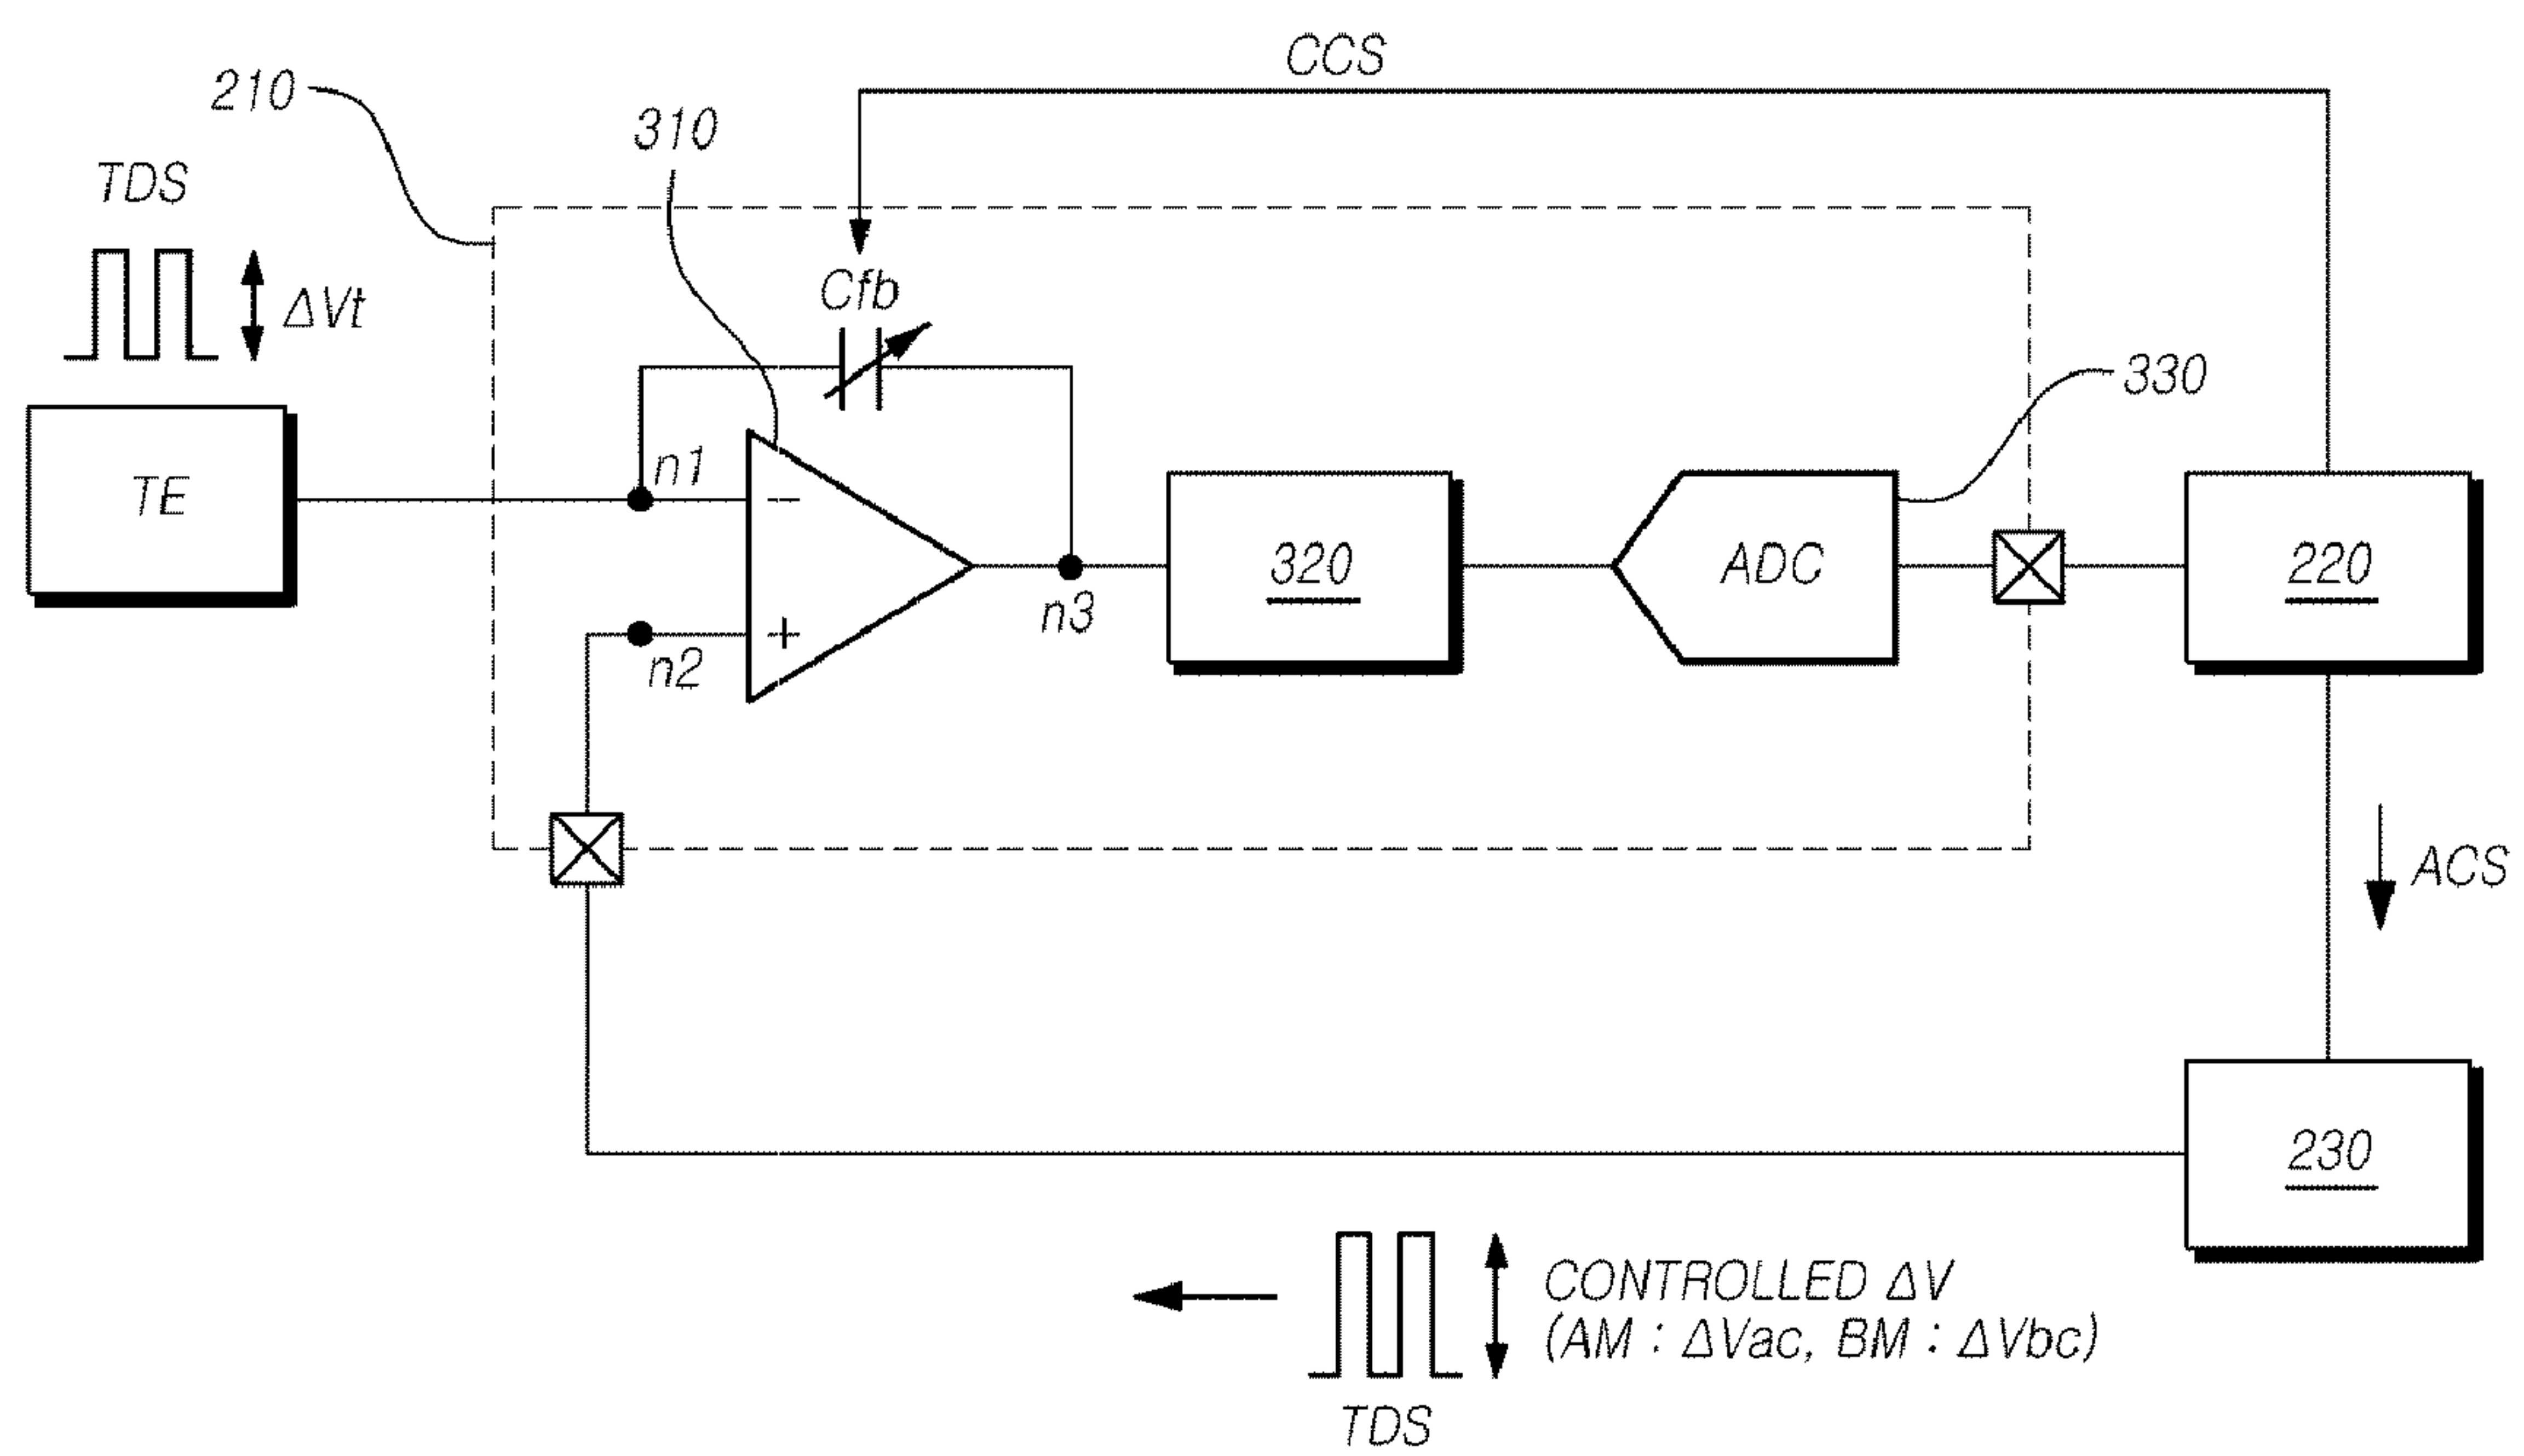 CCS
210
310
TDS
Cfb
ΔVt
330
n1
TE
−
320
ADC
220
n3
+
n2
ACS
230
CONTROLLED ΔV
(AM : ΔVac, BM : ΔVbc)
TDS